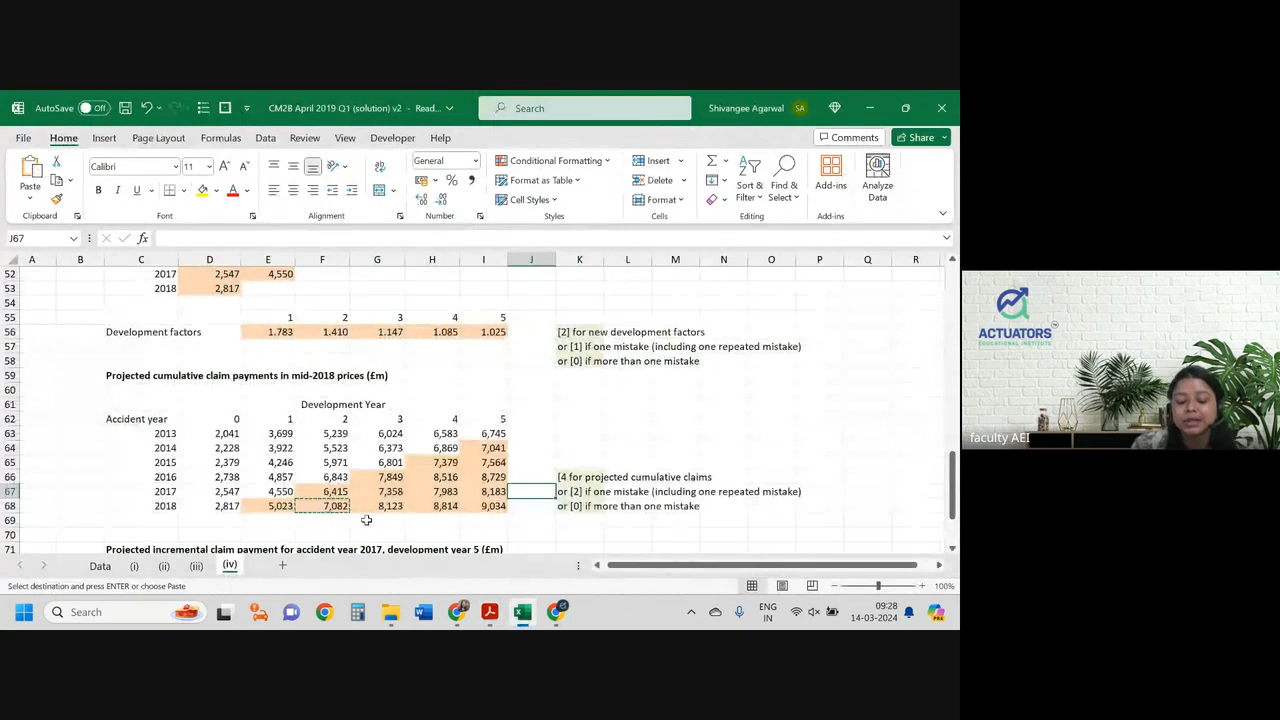 AutoSave Off CM2B April 2019 Q1 (solution) v2 - Read... Search Shivangee Agarwal SA
File Home Insert Page Layout Formulas Data Review View Developer Help Comments Share
Paste Calibri 11 General Conditional Formatting Insert Sort & Filter Find & Select Add-ins Analyze Data
B I U A % Format as Table Delete
Cell Styles Format
Clipboard Font Alignment Number Styles Cells Editing Add-ins
J67 fx
A B C D E F G H I J K L M N O P Q R
52 2017 2,547 4,550
53 2018 2,817
54
55 1 2 3 4 5
56 Development factors 1.783 1.410 1.147 1.085 1.025 [2] for new development factors
57 or [1] if one mistake (including one repeated mistake)
58 or [0] if more than one mistake
59 Projected cumulative claim payments in mid-2018 prices (£m)
60
61 Development Year
62 Accident year 0 1 2 3 4 5
63 2013 2,041 3,699 5,239 6,024 6,583 6,745
64 2014 2,228 3,922 5,523 6,373 6,869 7,041
65 2015 2,379 4,246 5,971 6,801 7,379 7,564
66 2016 2,738 4,857 6,843 7,849 8,516 8,729 [4 for projected cumulative claims
67 2017 2,547 4,550 6,415 7,358 7,983 8,183 or [2] if one mistake (including one repeated mistake)
68 2018 2,817 5,023 7,082 8,123 8,814 9,034 or [0] if more than one mistake
69
70
71 Projected incremental claim payment for accident year 2017, development year 5 (£m)
Data (i) (ii) (iii) (iv)
Select destination and press ENTER or choose Paste 100%
Search ENG IN 09:28 14-03-2024
ACTUATORS
EDUCATIONAL INSTITUTE
TM
faculty AEI